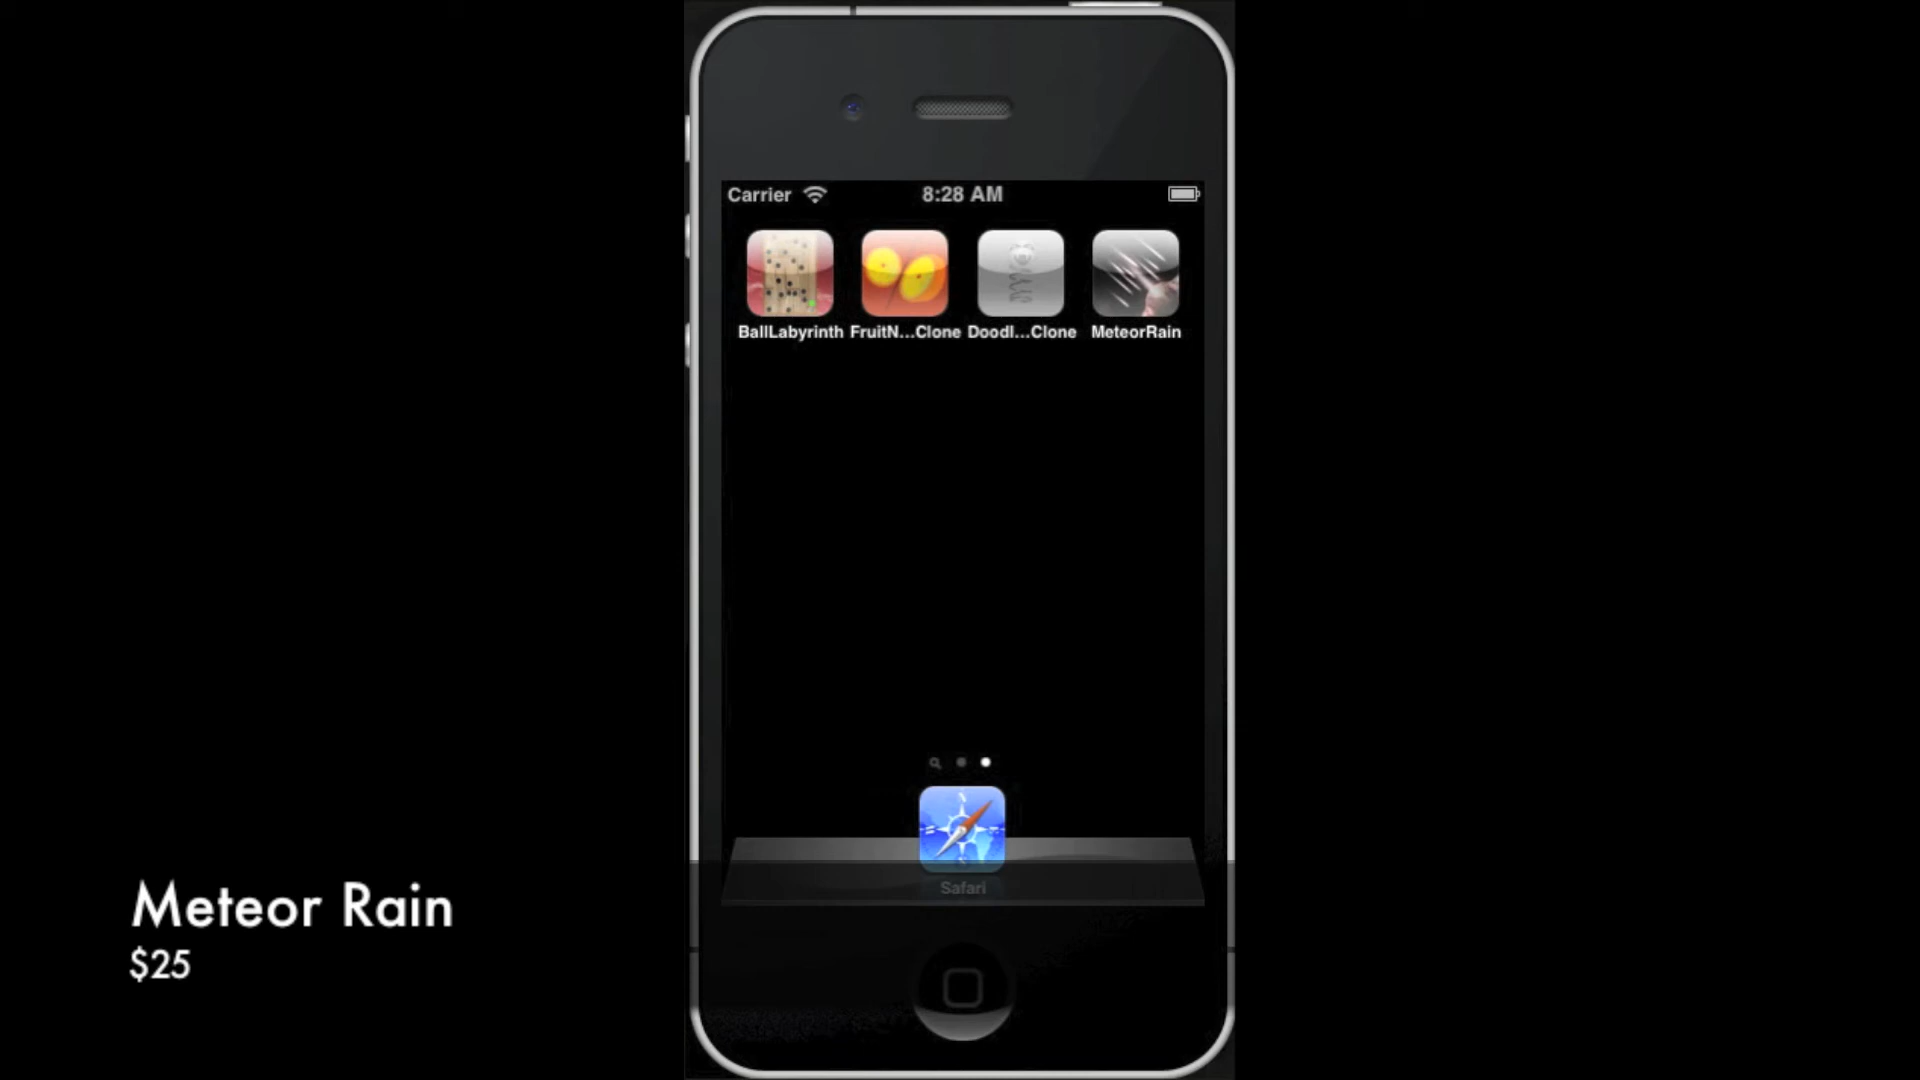 Carrier 8:28 AM
BallLabyrinth FruitN...Clone Doodl...Clone MeteorRain
Safari
Meteor Rain
$25